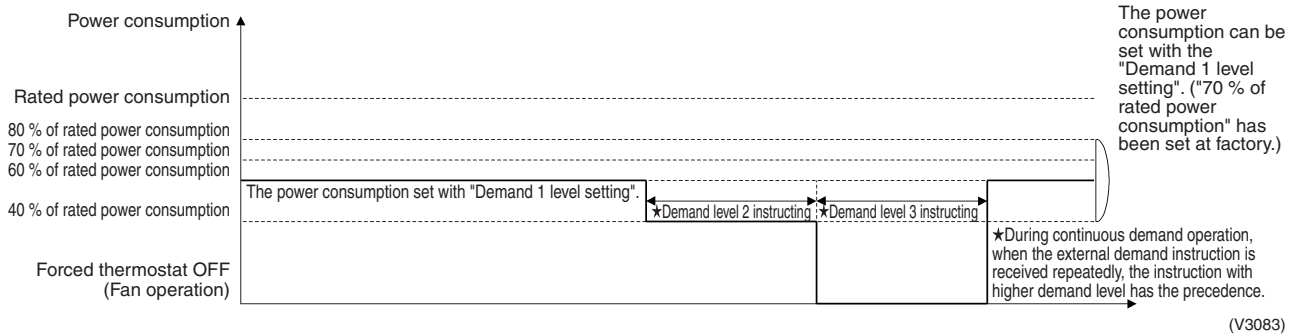 Power consumption
Rated power consumption
80 % of rated power consumption
70 % of rated power consumption
60 % of rated power consumption
40 % of rated power consumption
Forced thermostat OFF
(Fan operation)
The power consumption set with "Demand 1 level setting".
★Demand level 2 instructing
★Demand level 3 instructing
The power
consumption can be
set with the
"Demand 1 level
setting". ("70 % of
rated power
consumption" has
been set at factory.)
★During continuous demand operation,
when the external demand instruction is
received repeatedly, the instruction with
higher demand level has the precedence.
(V3083)